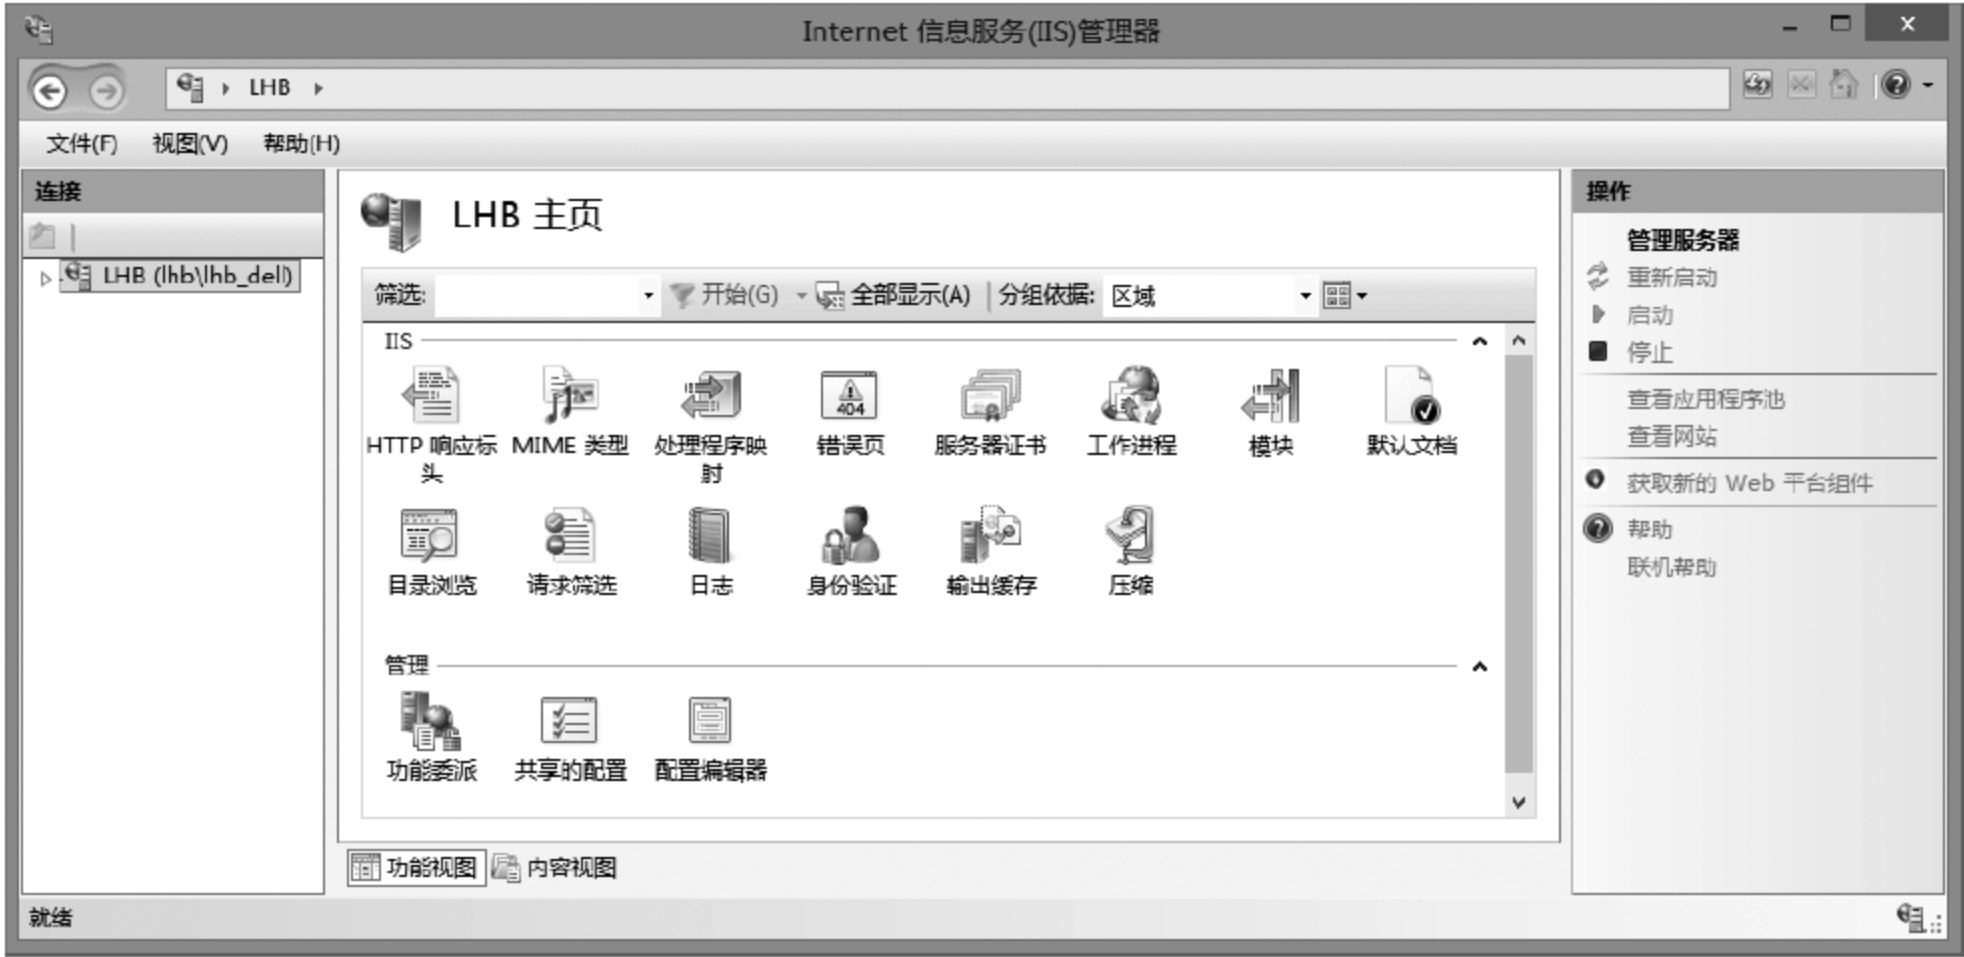 Internet 信息服务(IIS)管理器
LHB
文件(F) 视图(V) 帮助(H)
连接
LHB (lhb\lhb_dell)
LHB 主页
筛选: 开始(G) 全部显示(A) 分组依据: 区域
IIS
HTTP 响应标头 MIME 类型 处理程序映射 错误页 服务器证书 工作进程 模块 默认文档
404
目录浏览 请求筛选 日志 身份验证 输出缓存 压缩
管理
功能委派 共享的配置 配置编辑器
功能视图 内容视图
操作
管理服务器
重新启动
启动
停止
查看应用程序池
查看网站
获取新的 Web 平台组件
帮助
联机帮助
就绪